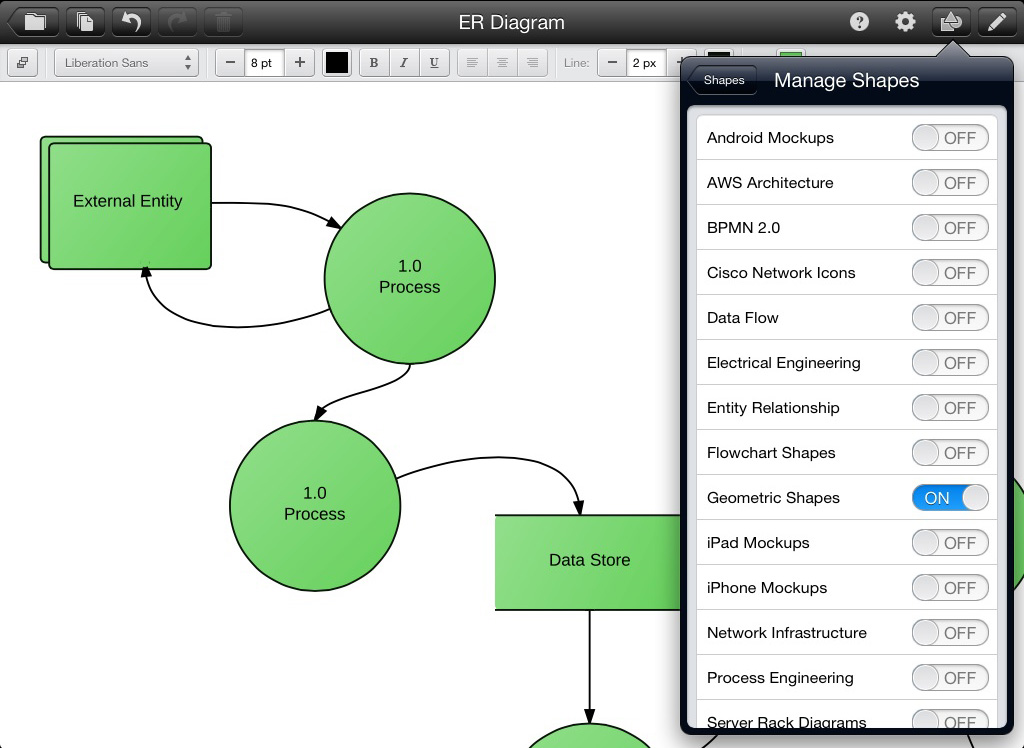 ER Diagram
?
Liberation Sans
8 pt
B I U
Line:
2 px
Shapes
Manage Shapes
Android Mockups OFF
AWS Architecture OFF
BPMN 2.0 OFF
Cisco Network Icons OFF
Data Flow OFF
Electrical Engineering OFF
Entity Relationship OFF
Flowchart Shapes OFF
Geometric Shapes ON
iPad Mockups OFF
iPhone Mockups OFF
Network Infrastructure OFF
Process Engineering OFF
Server Rack Diagrams OFF
External Entity
1.0
Process
1.0
Process
Data Store